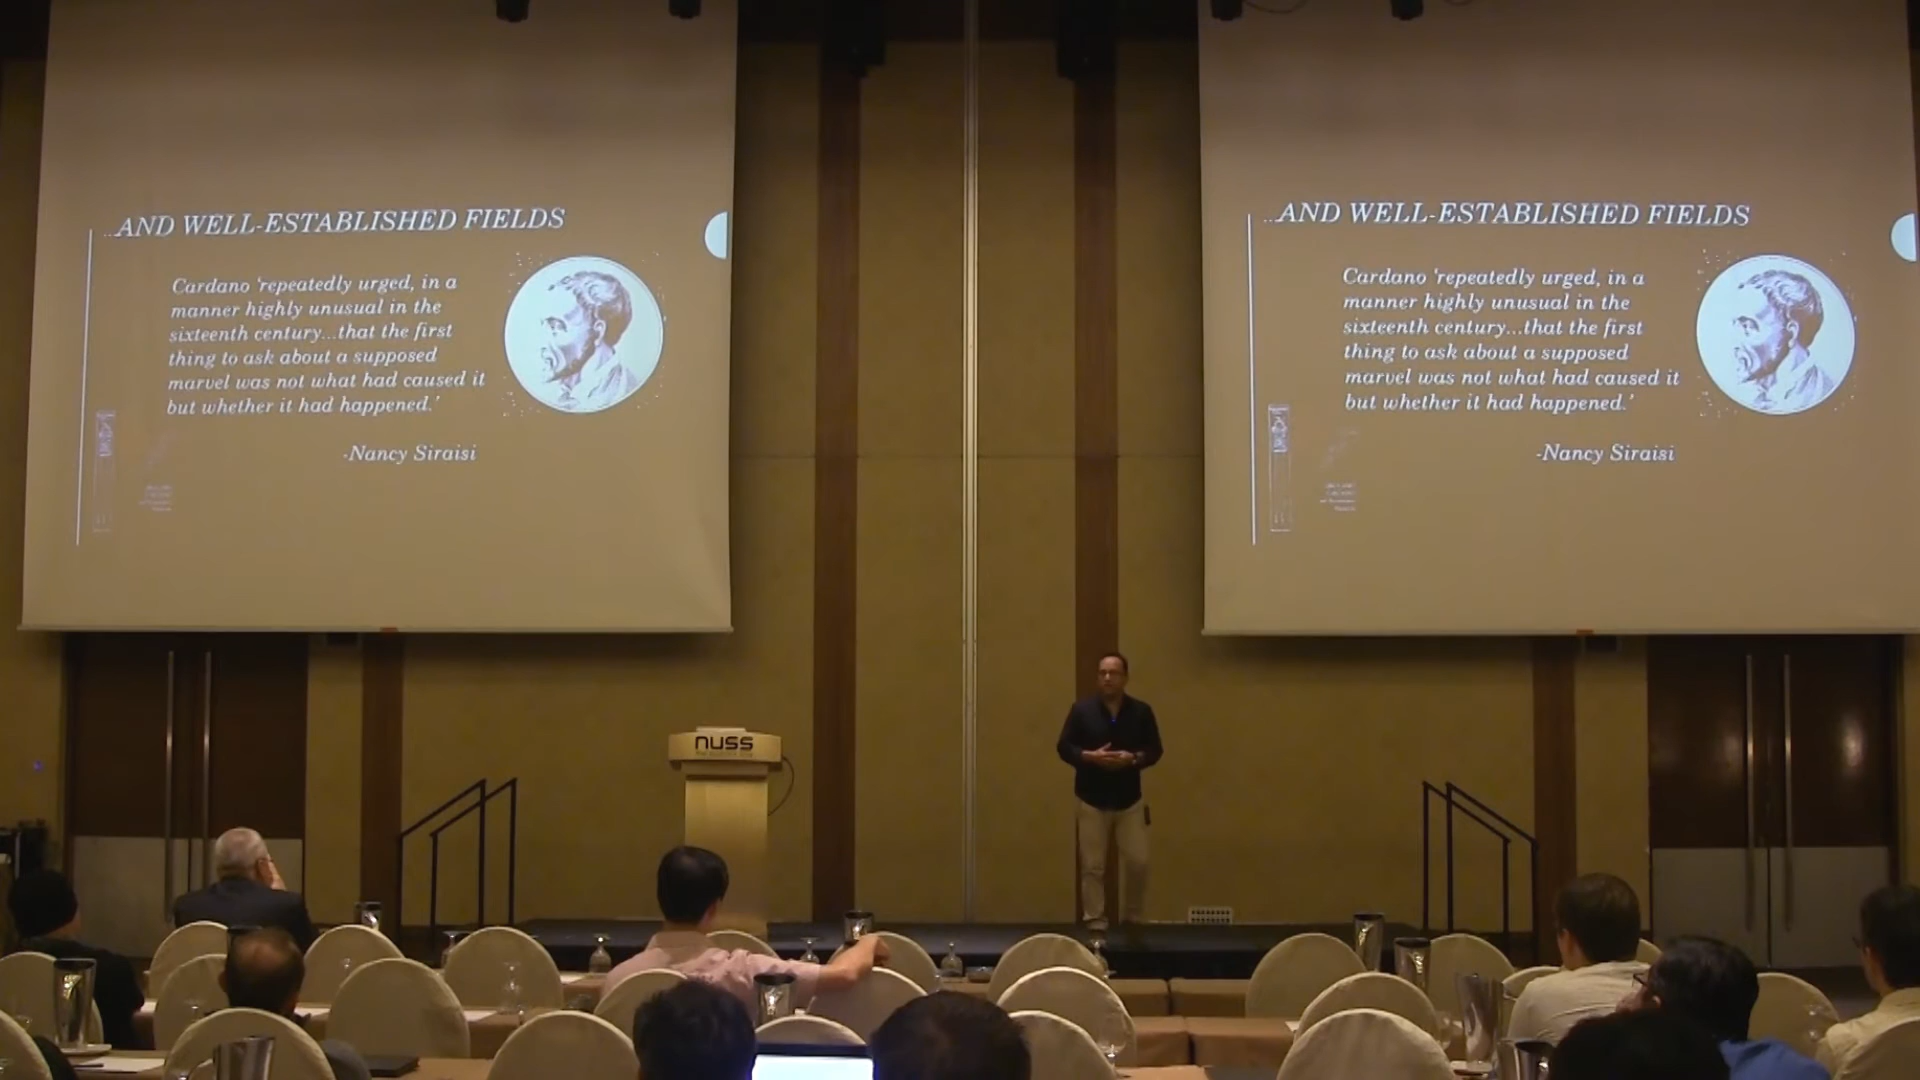 ...AND WELL-ESTABLISHED FIELDS
Cardano 'repeatedly urged, in a
manner highly unusual in the
sixteenth century...that the first
thing to ask about a supposed
marvel was not what had caused it
but whether it had happened.'
-Nancy Siraisi
...AND WELL-ESTABLISHED FIELDS
Cardano 'repeatedly urged, in a
manner highly unusual in the
sixteenth century...that the first
thing to ask about a supposed
marvel was not what had caused it
but whether it had happened.'
-Nancy Siraisi
nuss